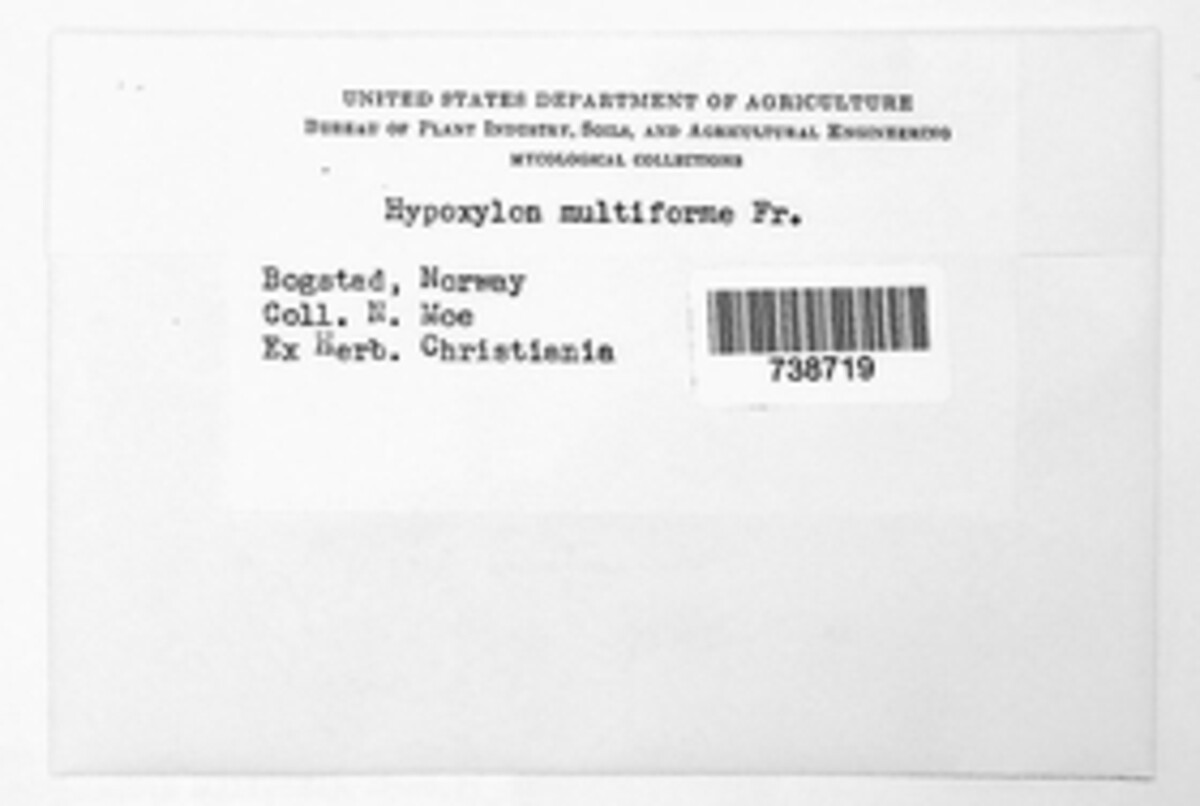 UNITED STATES DEPARTMENT OF AGRICULTURE
BUREAU OF PLANT INDUSTRY, SOILS, AND AGRICULTURAL ENGINEERING
MYCOLOGICAL COLLECTIONS
Hypoxylon multiforme Fr.
Bogstad, Norway
Coll. N. Moe
Ex Herb. Christiania
738719